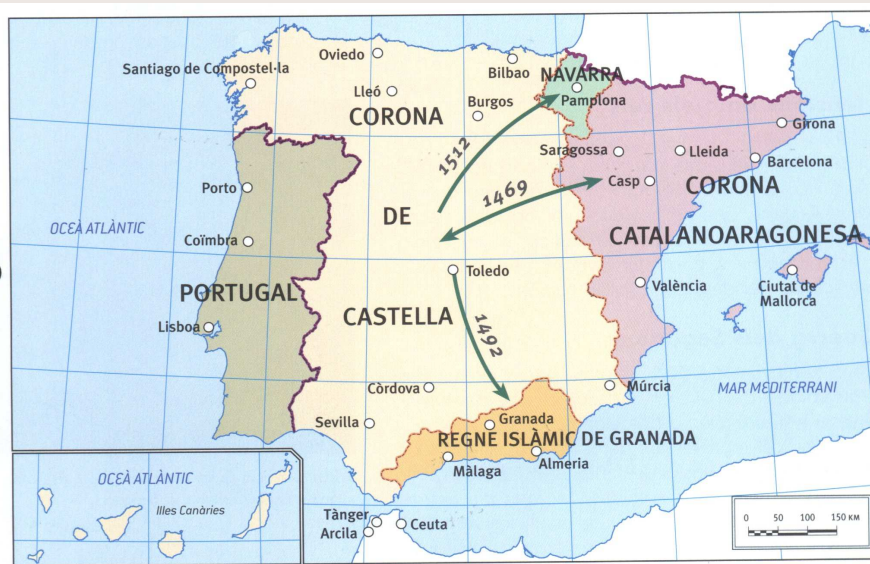 Santiago de Compostel·la
Oviedo
Bilbao
NAVARRA
Lleó
Burgos
Pamplona
CORONA
Girona
1512
Saragossa
Lleida
Barcelona
Porto
1469
Casp
CORONA
DE
OCEÀ ATLÀNTIC
Coïmbra
CATALANOARAGONESA
Toledo
PORTUGAL
València
Ciutat de
Mallorca
Lisboa
CASTELLA
1492
Còrdova
Múrcia
MAR MEDITERRANI
Sevilla
Granada
REGNE ISLÀMIC DE GRANADA
Màlaga
Almeria
OCEÀ ATLÀNTIC
Illes Canàries
Tànger
Arcila
Ceuta
0 50 100 150 KM